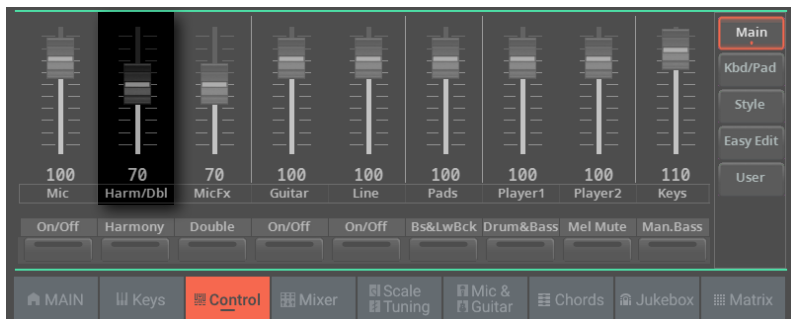 100 70 70 100 100 100 100 100 110
Mic Harm/Dbl MicFx Guitar Line Pads Player1 Player2 Keys
On/Off Harmony Double On/Off On/Off Bs&LwBck Drum&Bass Mel Mute Man.Bass
Main
Kbd/Pad
Style
Easy Edit
User
MAIN Keys Control Mixer Scale Tuning Mic & Guitar Chords Jukebox Matrix